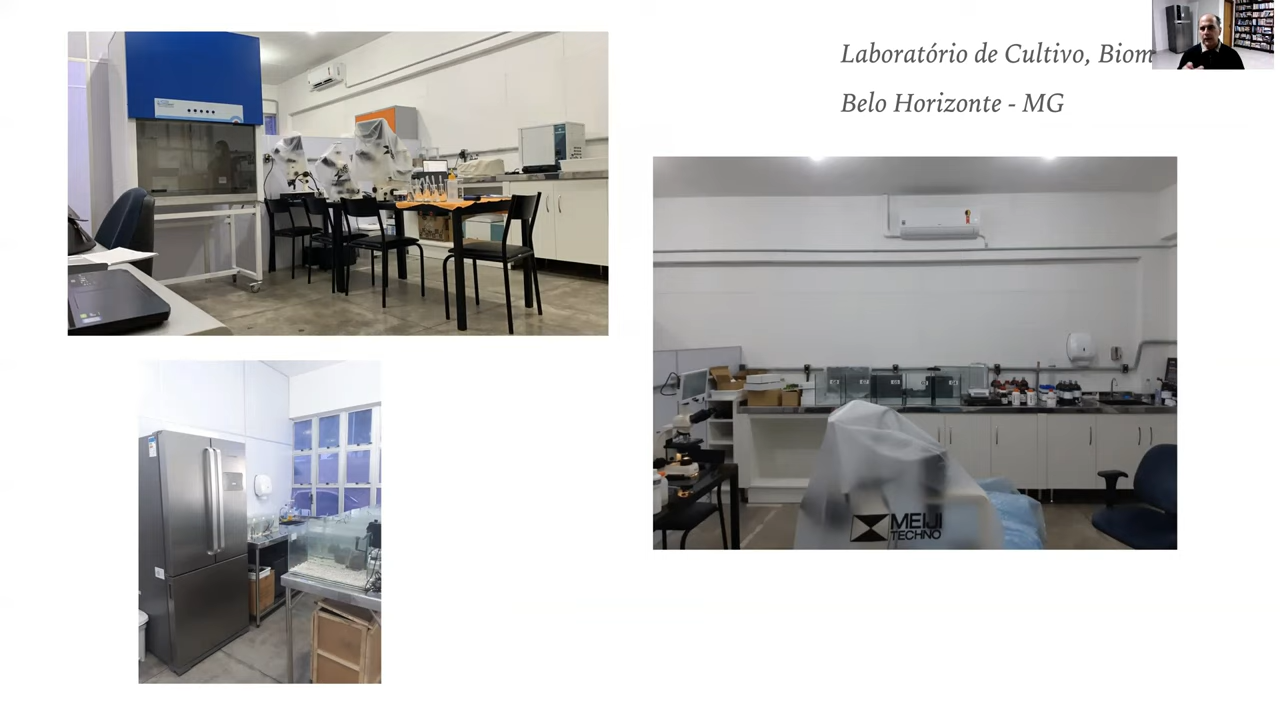 Laboratório de Cultivo, Biom
Belo Horizonte - MG
MEIJI
TECHNO